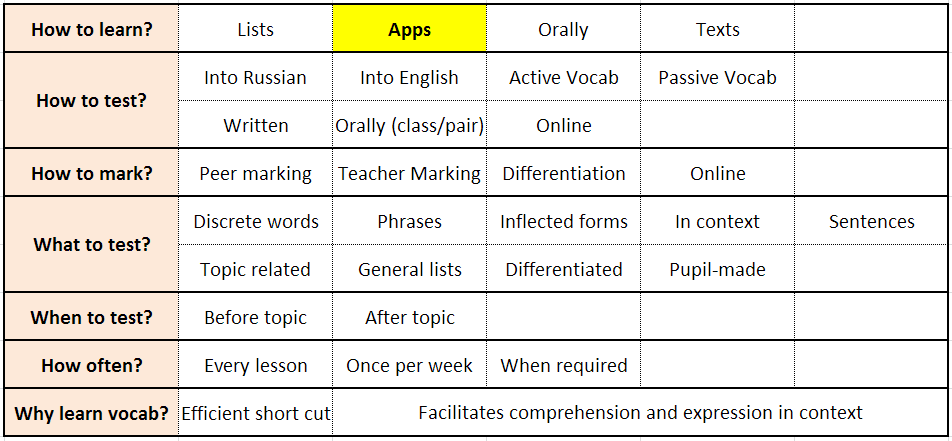 How to learn? Lists Apps Orally Texts
Into Russian Into English Active Vocab Passive Vocab
How to test?
Written Orally (class/pair) Online
How to mark? Peer marking Teacher Marking Differentiation Online
Discrete words Phrases Inflected forms In context Sentences
What to test?
Topic related General lists Differentiated Pupil-made
When to test? Before topic After topic
How often? Every lesson Once per week When required
Why learn vocab? Efficient short cut Facilitates comprehension and expression in context